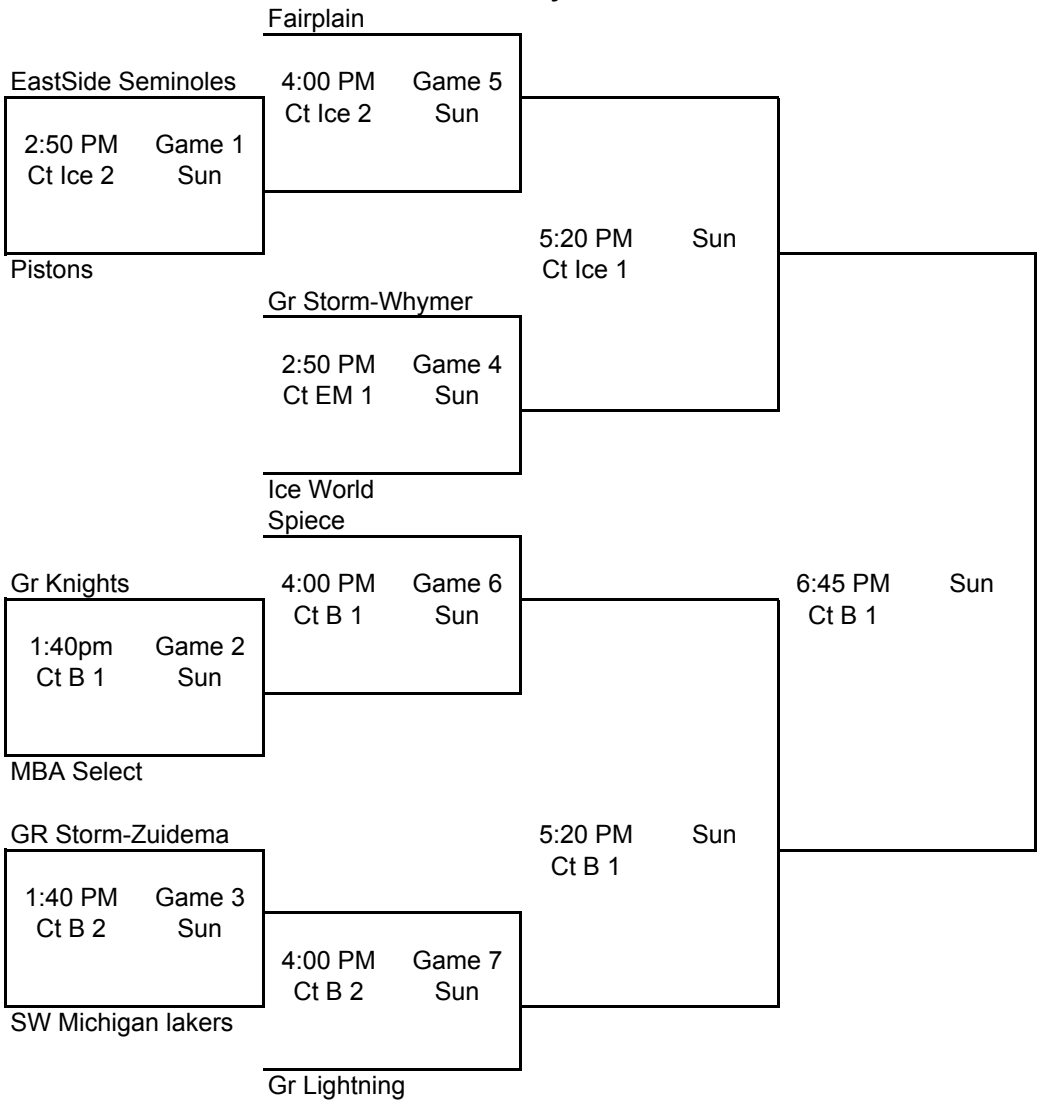 Fairplain
EastSide Seminoles
4:00 PM Game 5
Ct Ice 2 Sun
2:50 PM Game 1
Ct Ice 2 Sun
5:20 PM Sun
Ct Ice 1
Pistons
Gr Storm-Whymer
2:50 PM Game 4
Ct EM 1 Sun
Ice World
Spiece
Gr Knights
4:00 PM Game 6
Ct B 1 Sun
6:45 PM Sun
Ct B 1
1:40pm Game 2
Ct B 1 Sun
MBA Select
GR Storm-Zuidema
5:20 PM Sun
Ct B 1
1:40 PM Game 3
Ct B 2 Sun
4:00 PM Game 7
Ct B 2 Sun
SW Michigan lakers
Gr Lightning